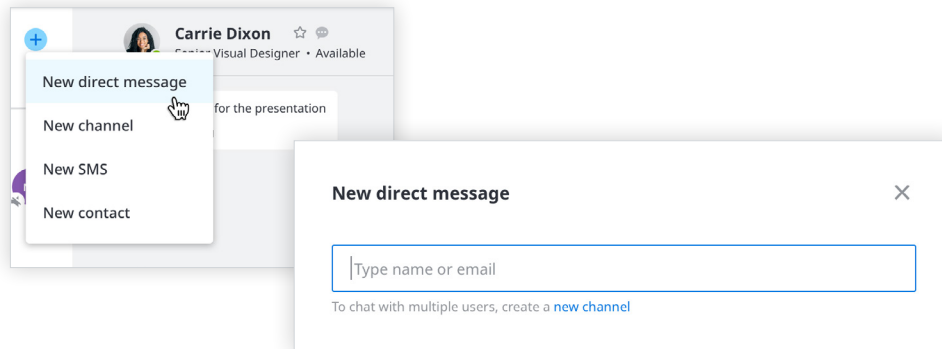 Carrie Dixon
Senior Visual Designer • Available
New direct message
for the presentation
New channel
New SMS
New contact
New direct message
Type name or email
To chat with multiple users, create a new channel